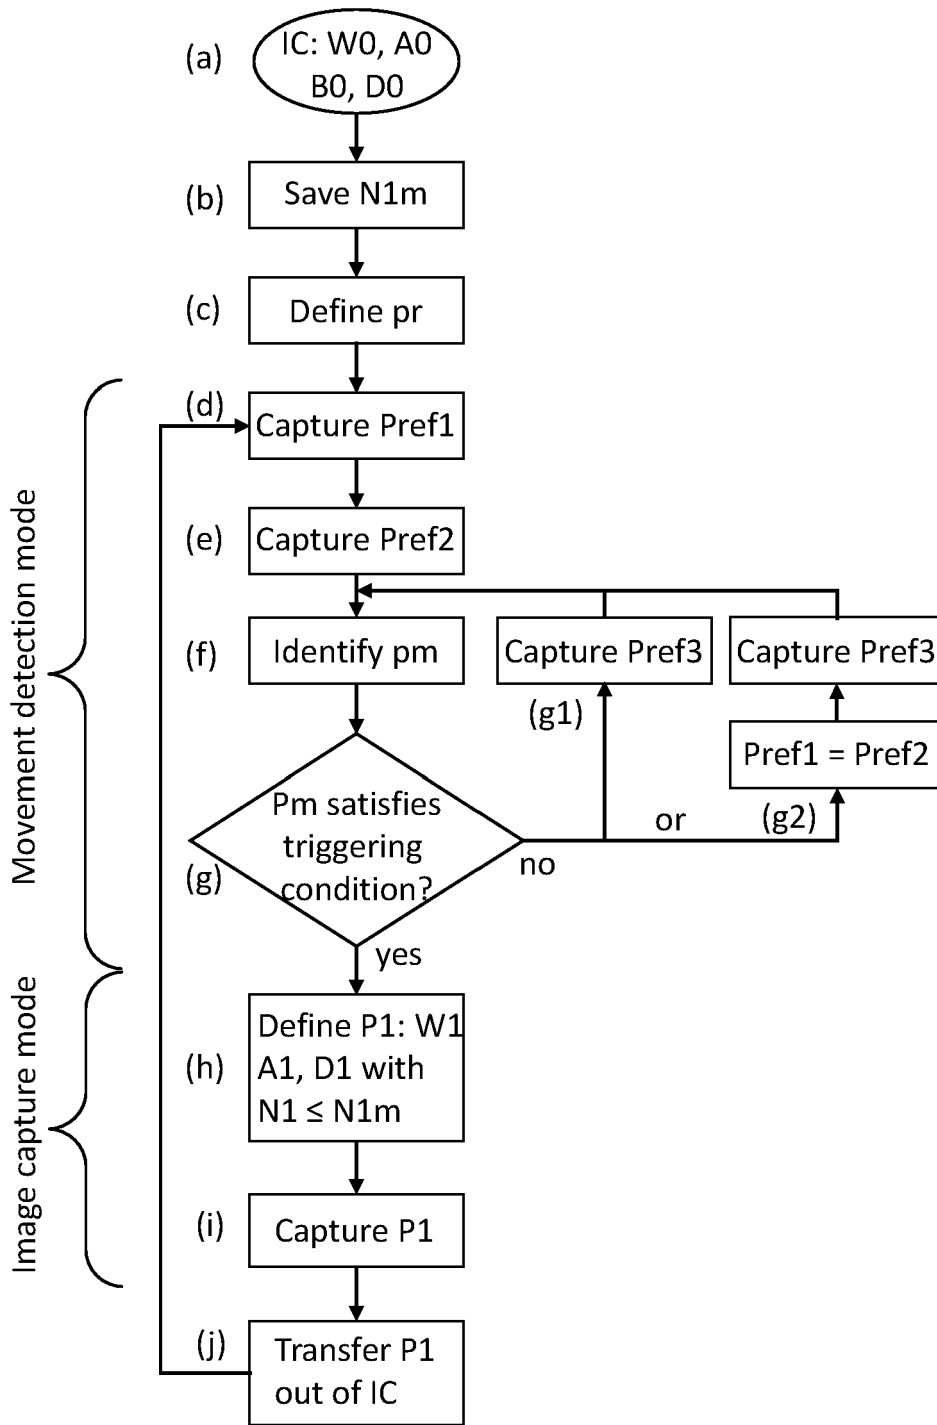 (a)
IC: W0, A0
B0, D0
(b)
Save N1m
(c)
Define pr
(d)
Capture Pref1
(e)
Capture Pref2
(f)
Identify pm
Capture Pref3
Capture Pref3
(g1)
Pref1 = Pref2
(g2)
or
(g)
Pm satisfies
triggering
condition?
no
yes
(h)
Define P1: W1
A1, D1 with
N1 ≤ N1m
(i)
Capture P1
(j)
Transfer P1
out of IC
Movement detection mode
Image capture mode